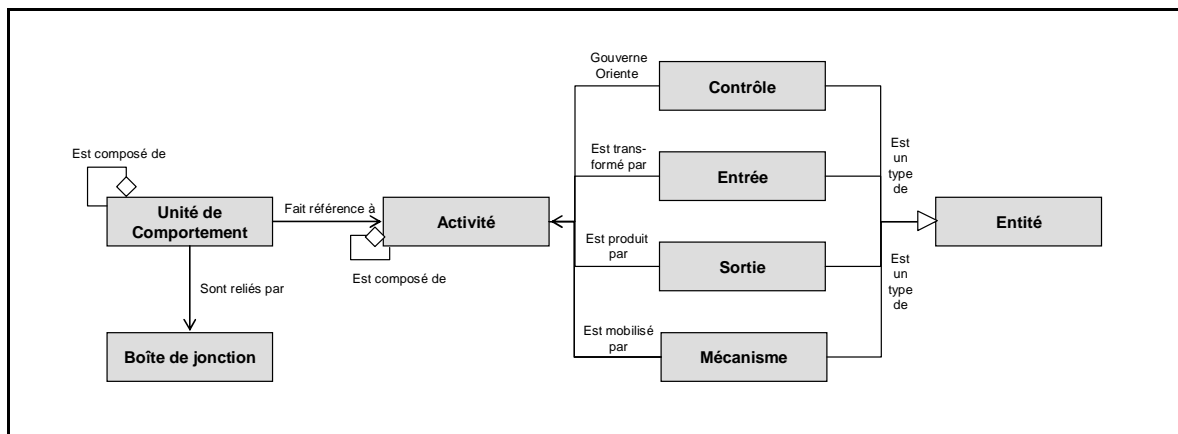 Gouverne
Oriente
Contrôle
Est composé de
Est trans-
formé par
Entrée
Est
un
type
de
Unité de
Comportement
Fait référence à
Activité
Entité
Est composé de
Est produit
par
Sortie
Est
un
type
de
Sont reliés par
Boîte de jonction
Est mobilisé
par
Mécanisme